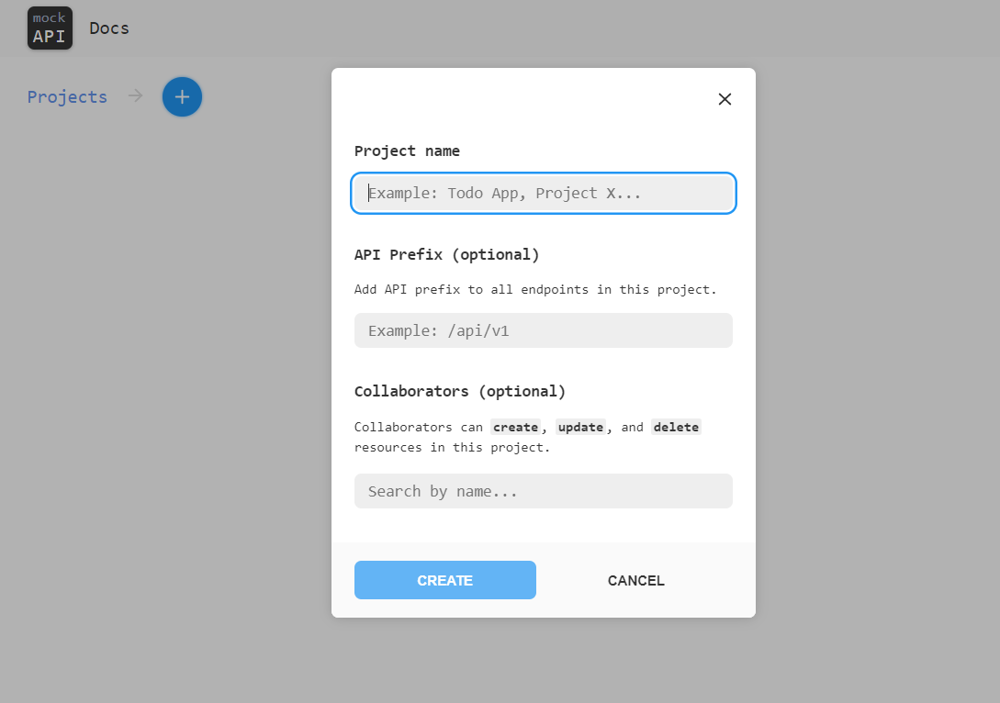 mock
API
Docs
Projects
Project name
Example: Todo App, Project X...
API Prefix (optional)
Add API prefix to all endpoints in this project.
Example: /api/v1
Collaborators (optional)
Collaborators can create, update, and delete
resources in this project.
Search by name...
CREATE
CANCEL